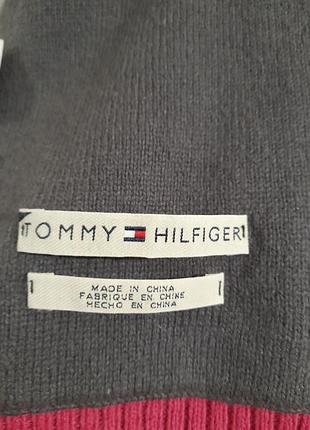 TOMMY HILFIGER
MADE IN CHINA
FABRIQUE EN CHINE
HECHO EN CHINA